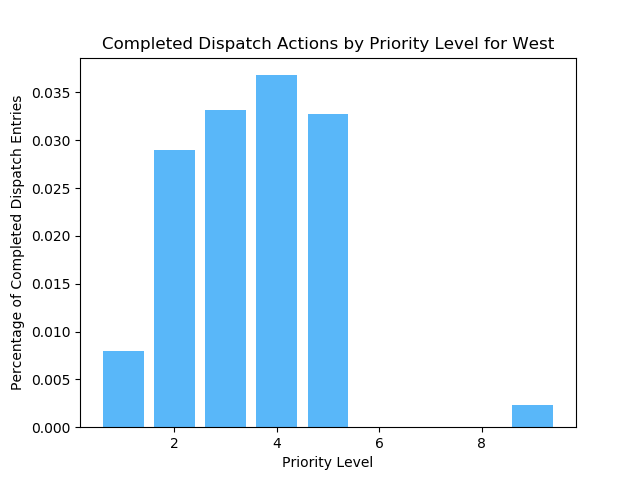 Completed Dispatch Actions by Priority Level for West
Percentage of Completed Dispatch Entries
0.035
0.030
0.025
0.020
0.015
0.010
0.005
0.000
2 4 6 8
Priority Level